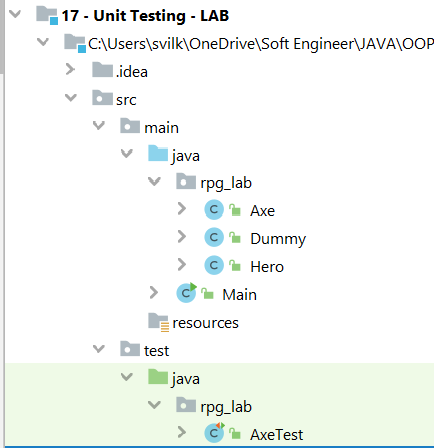 17 - Unit Testing - LAB
C:\Users\svilk\OneDrive\Soft Engineer\JAVA\OOP
.idea
src
main
java
rpg_lab
C Axe
C Dummy
C Hero
C Main
resources
test
java
rpg_lab
C AxeTest